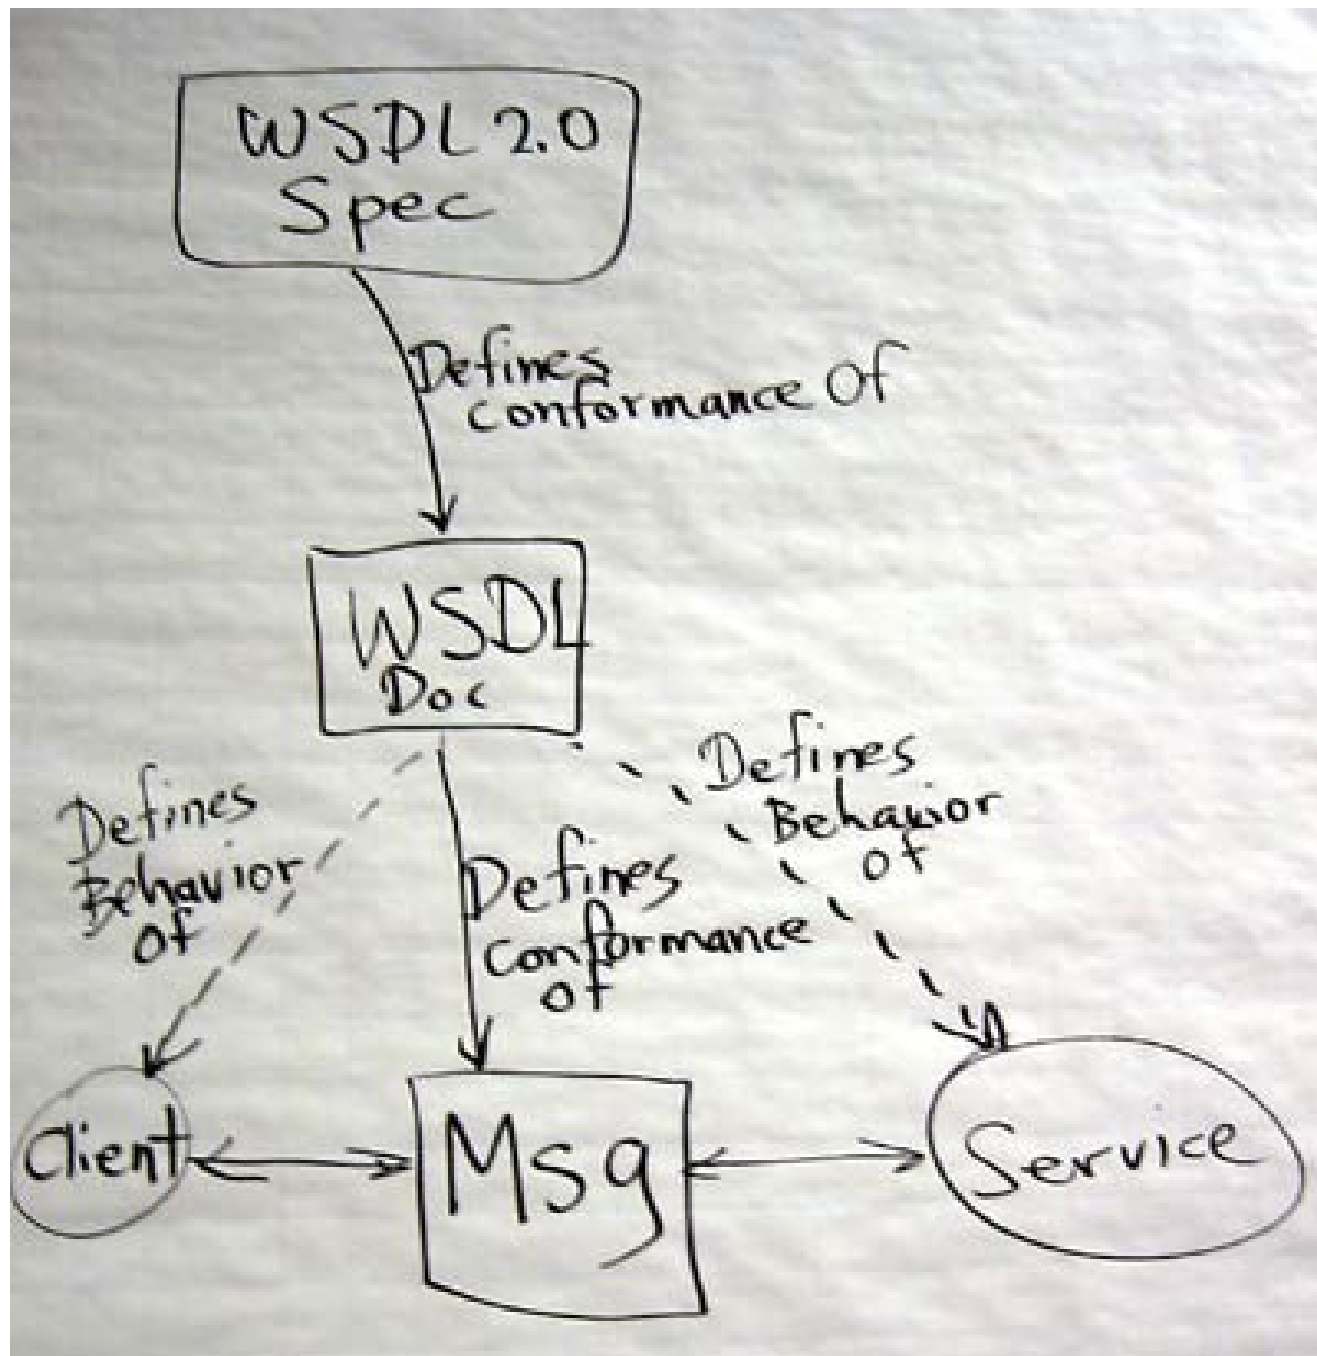 WSDL 2.0
Spec
Defines
Conformance Of
WSDL
Doc
Defines
Behavior
Of
Defines
Conformance
of
Defines
Behavior
of
Client
Msg
Service